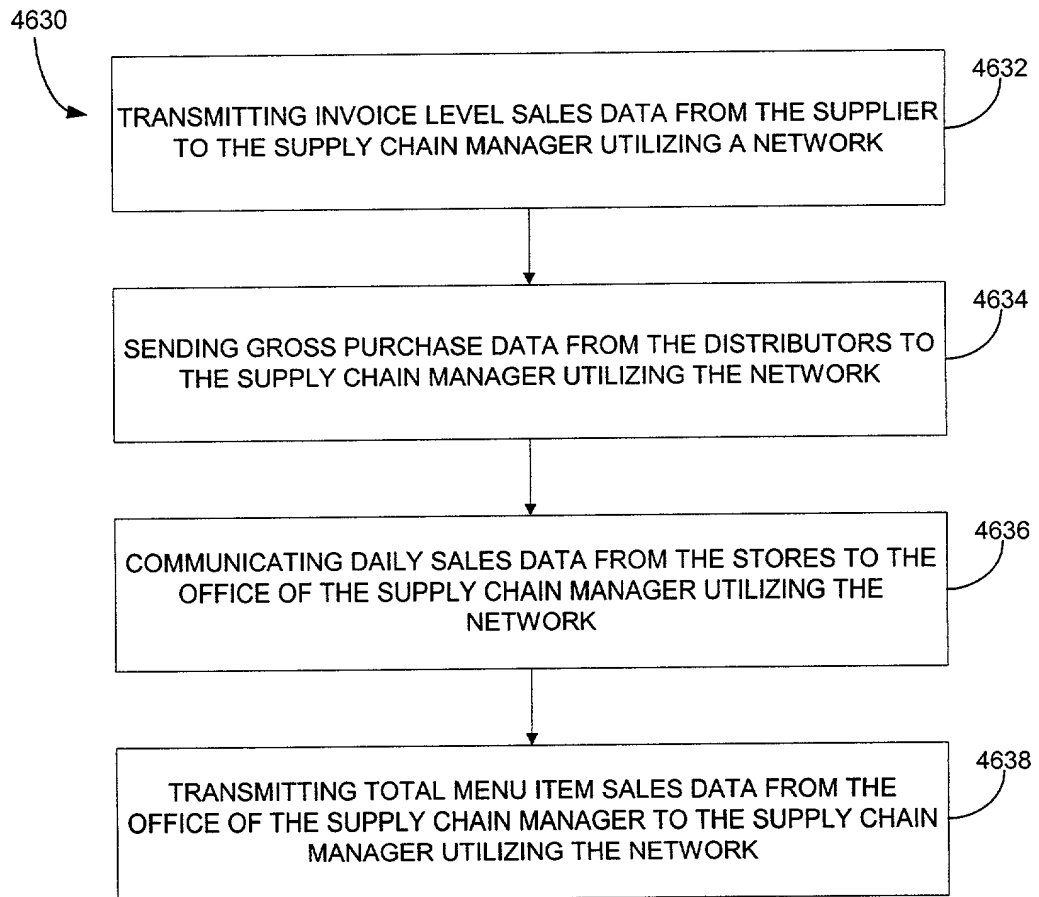 4630
4632
TRANSMITTING INVOICE LEVEL SALES DATA FROM THE SUPPLIER
TO THE SUPPLY CHAIN MANAGER UTILIZING A NETWORK
4634
SENDING GROSS PURCHASE DATA FROM THE DISTRIBUTORS TO
THE SUPPLY CHAIN MANAGER UTILIZING THE NETWORK
4636
COMMUNICATING DAILY SALES DATA FROM THE STORES TO THE
OFFICE OF THE SUPPLY CHAIN MANAGER UTILIZING THE
NETWORK
4638
TRANSMITTING TOTAL MENU ITEM SALES DATA FROM THE
OFFICE OF THE SUPPLY CHAIN MANAGER TO THE SUPPLY CHAIN
MANAGER UTILIZING THE NETWORK